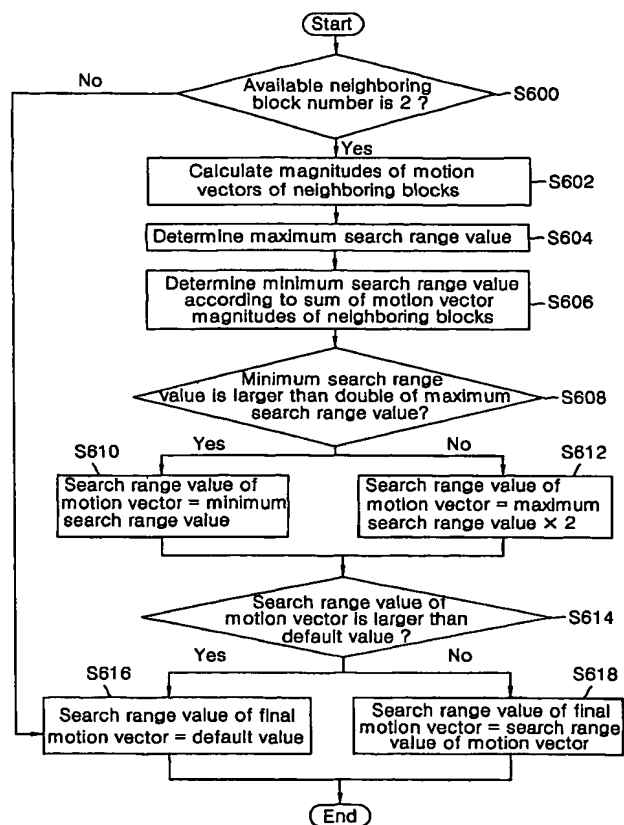 Start
No
Available neighboring
block number is 2 ?
S600
Yes
Calculate magnitudes of motion
vectors of neighboring blocks
S602
Determine maximum search range value
S604
Determine minimum search range value
according to sum of motion vector
magnitudes of neighboring blocks
S606
Minimum search range
value is larger than double of maximum
search range value?
S608
S610
Yes
No
S612
Search range value of
motion vector = minimum
search range value
Search range value of
motion vector = maximum
search range value × 2
Search range value of
motion vector is larger than
default value ?
S614
S616
Yes
No
S618
Search range value of final
motion vector = default value
Search range value of final
motion vector = search range
value of motion vector
End